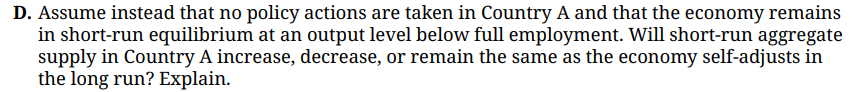 D. Assume instead that no policy actions are taken in Country A and that the economy remains
in short-run equilibrium at an output level below full employment. Will short-run aggregate
supply in Country A increase, decrease, or remain the same as the economy self-adjusts in
the long run? Explain.